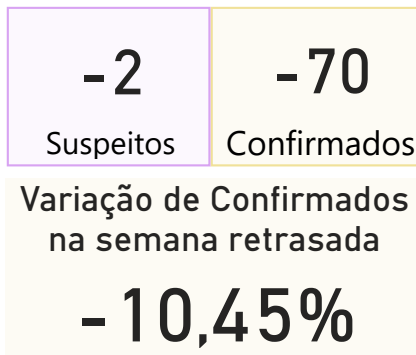 -2 -70
Suspeitos Confirmados
Variação de Confirmados
na semana retrasada
-10,45%